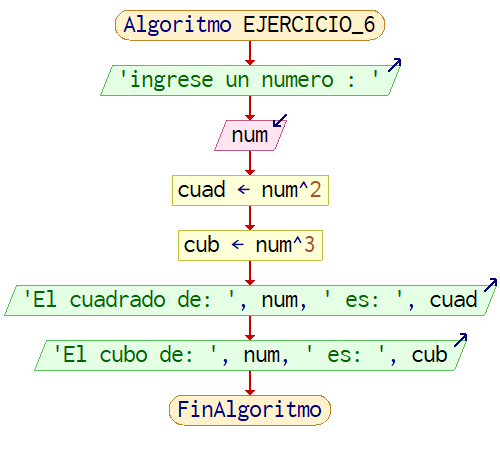 Algoritmo EJERCICIO_6
'ingrese un numero : '
num
cuad ← num^2
cub ← num^3
'El cuadrado de: ', num, ' es: ', cuad
'El cubo de: ', num, ' es: ', cub
FinAlgoritmo